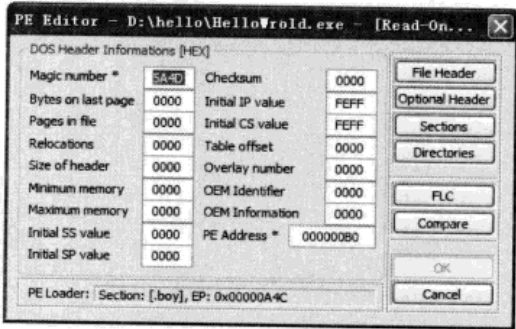 PE Editor - D:\hello\HelloWrold.exe - [Read-On...
DOS Header Informations [HEX]
Magic number * 5A4D
Bytes on last page 0000
Pages in file 0000
Relocations 0000
Size of header 0000
Minimum memory 0000
Maximum memory 0000
Initial SS value 0000
Initial SP value 0000
Checksum 0000
Initial IP value FEFF
Initial CS value FEFF
Table offset 0000
Overlay number 0000
OEM Identifier 0000
OEM Information 0000
PE Address * 000000B0
File Header
Optional Header
Sections
Directories
FLC
Compare
OK
Cancel
PE Loader: Section: [.boy], EP: 0x00000A4C